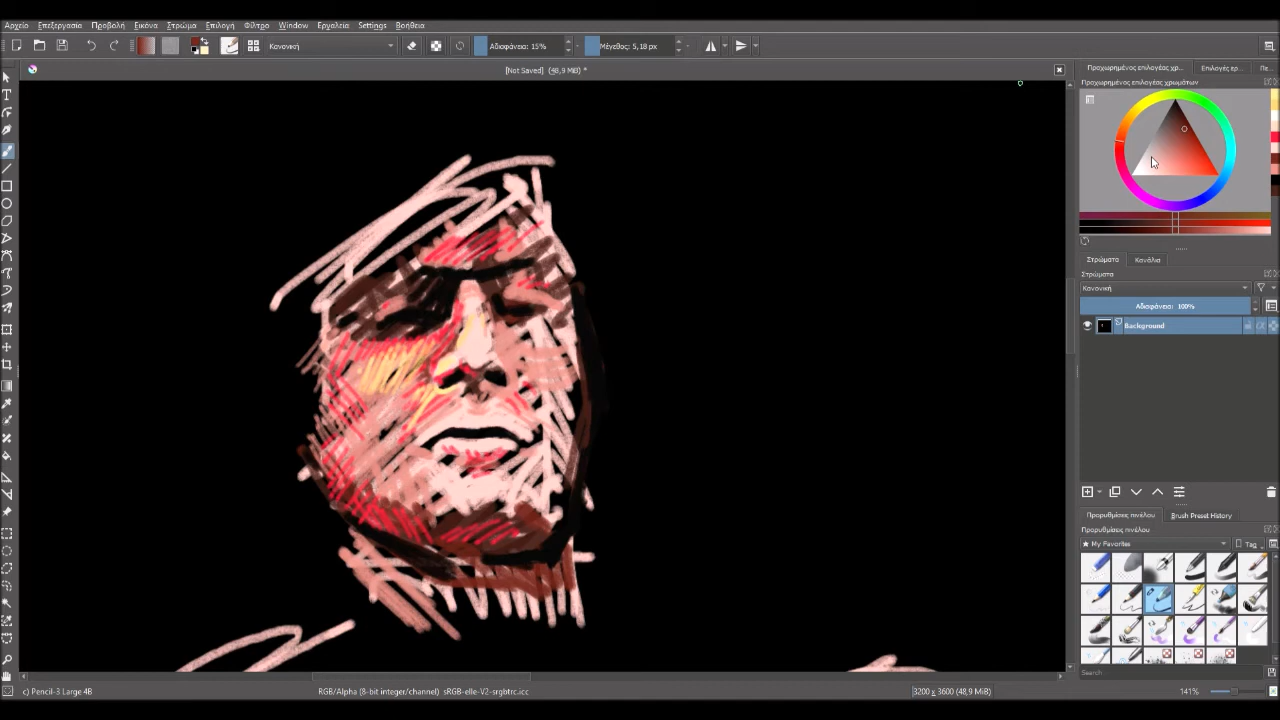 Αρχείο Επεξεργασία Προβολή Εικόνα Στρώμα Επιλογή Φίλτρο Window Εργαλεία Settings Βοήθεια
Κανονική Αδιαφάνεια: 15% Μέγεθος: 5,18 px
[Not Saved] (48,9 MiB) *
Προχωρημένος επιλογέας χρ... Επιλογές ερ... Πε...
Προχωρημένος επιλογέας χρωμάτων
Στρώματα Κανάλια
Στρώματα
Κανονική
Αδιαφάνεια: 100%
Background
Προρυθμίσεις πινέλου Brush Preset History
Προρυθμίσεις πινέλου
★ My Favorites Tag
Search
c) Pencil-3 Large 4B RGB/Alpha (8-bit integer/channel) sRGB-elle-V2-srgbtrc.icc 3200 x 3600 (48,9 MiB) 141%